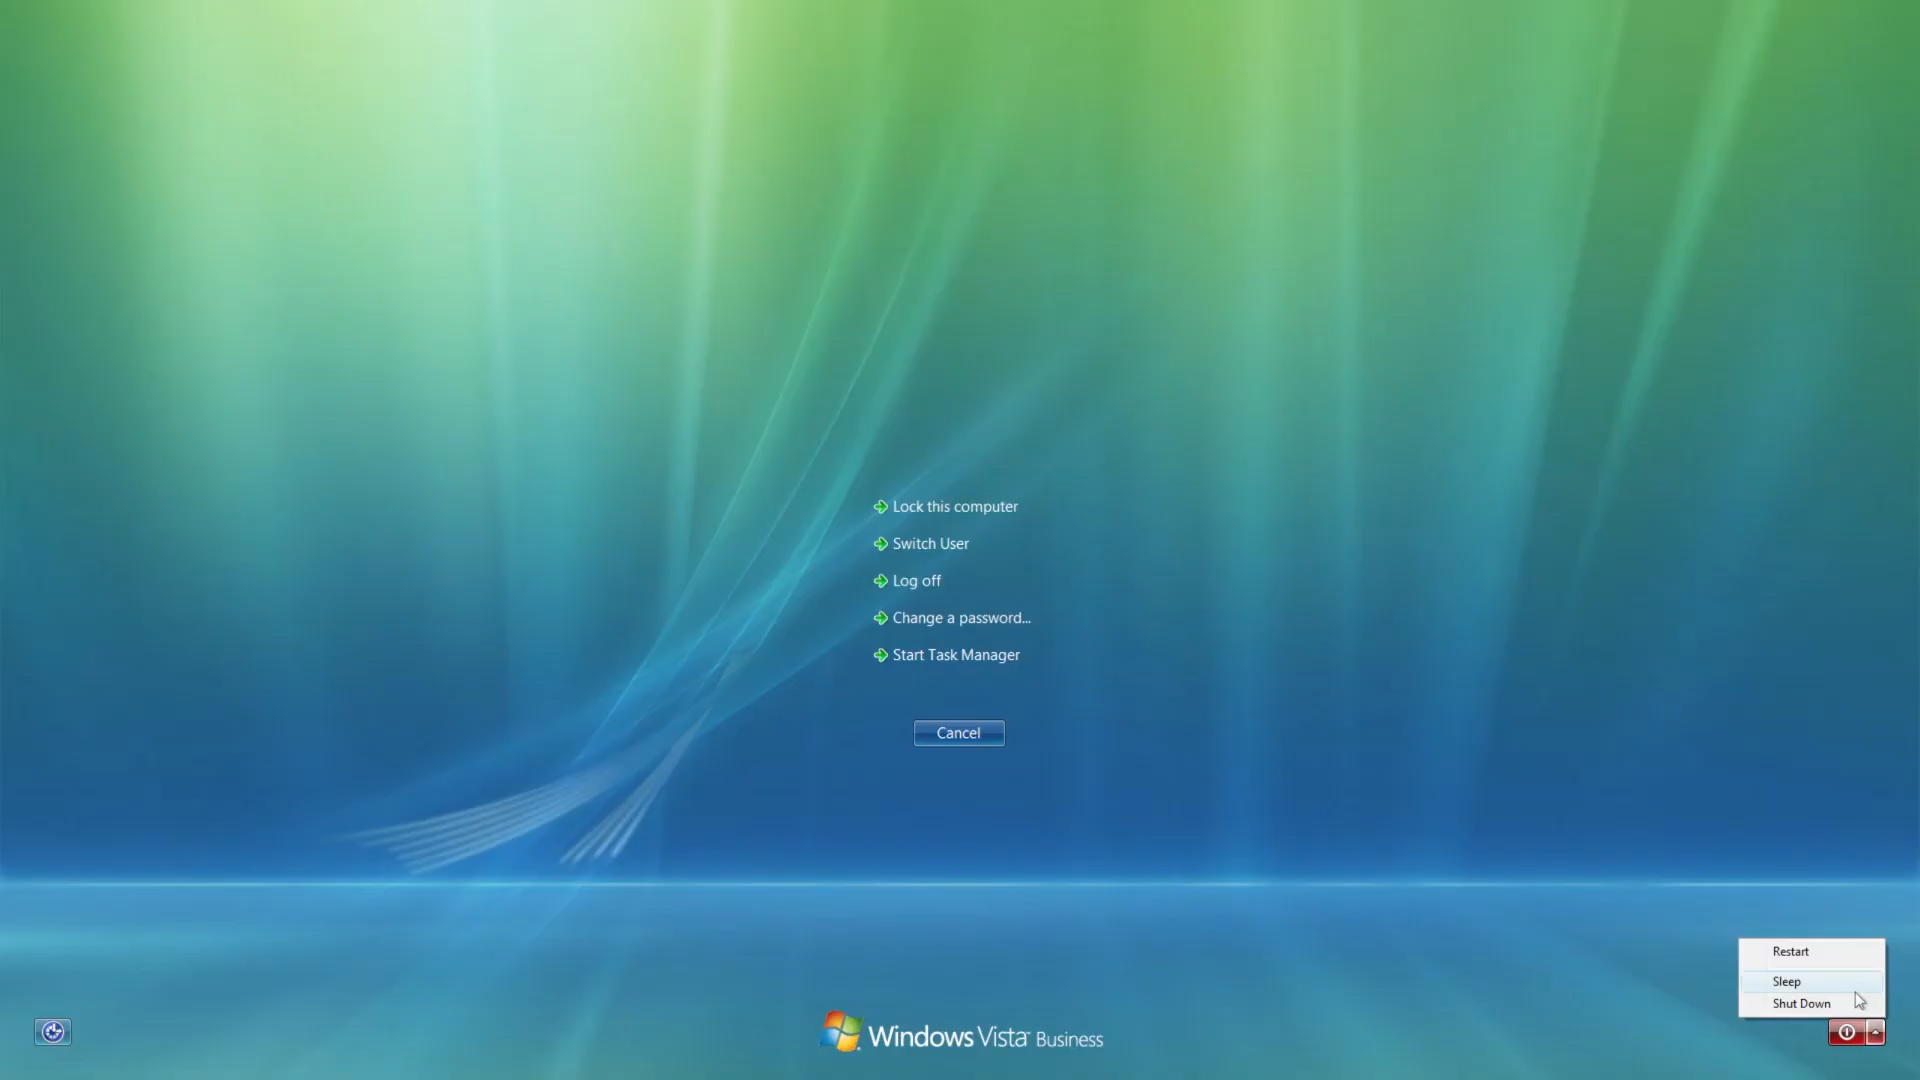 Lock this computer
Switch User
Log off
Change a password...
Start Task Manager
Cancel
Restart
Sleep
Shut Down
Windows Vista™ Business